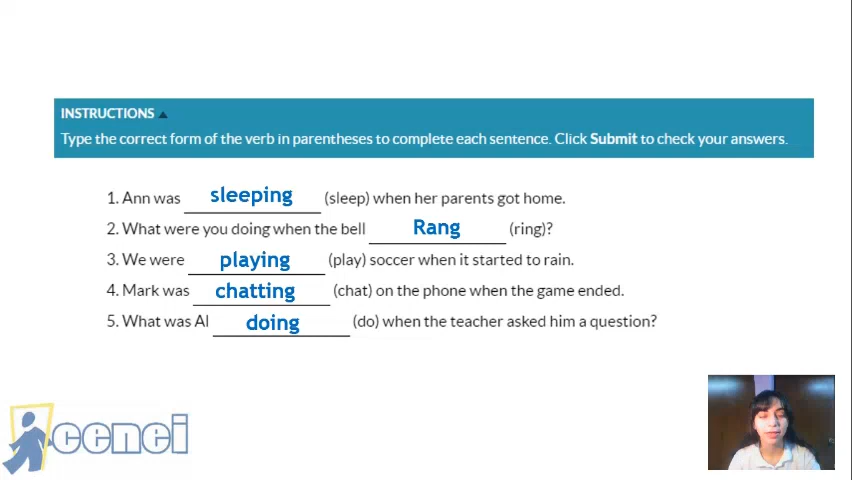 INSTRUCTIONS
Type the correct form of the verb in parentheses to complete each sentence. Click Submit to check your answers.
1. Ann was sleeping (sleep) when her parents got home.
2. What were you doing when the bell Rang (ring)?
3. We were playing (play) soccer when it started to rain.
4. Mark was chatting (chat) on the phone when the game ended.
5. What was Al doing (do) when the teacher asked him a question?
cenei